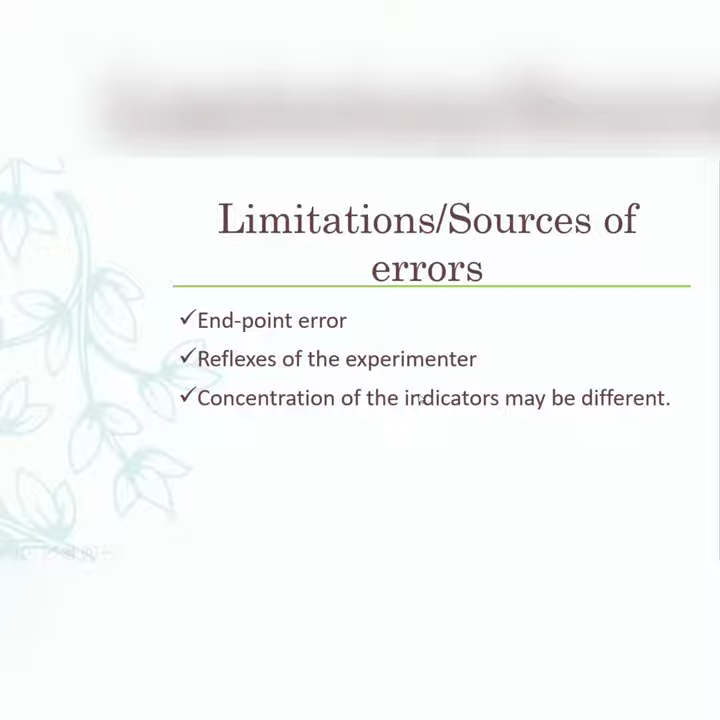 Limitations/Sources of
errors
✓End-point error
✓Reflexes of the experimenter
✓Concentration of the indicators may be different.